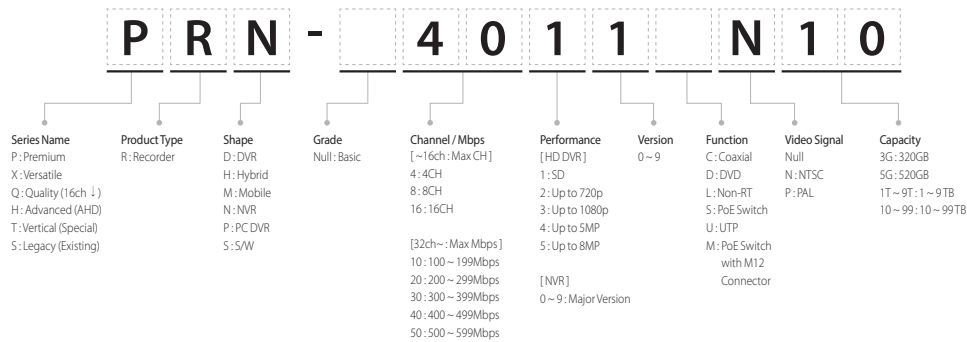 PRN - 4011 N10
Series Name
P : Premium
X : Versatile
Q : Quality (16ch ↓)
H : Advanced (AHD)
T : Vertical (Special)
S : Legacy (Existing)
Product Type
R : Recorder
Shape
D : DVR
H : Hybrid
M : Mobile
N : NVR
P : PC DVR
S : S/W
Grade
Null : Basic
Channel / Mbps
[ ~16ch : Max CH ]
4 : 4CH
8 : 8CH
16 : 16CH
[32ch~ : Max Mbps ]
10 : 100 ~ 199Mbps
20 : 200 ~ 299Mbps
30 : 300 ~ 399Mbps
40 : 400 ~ 499Mbps
50 : 500 ~ 599Mbps
Performance
[ HD DVR ]
1 : SD
2 : Up to 720p
3 : Up to 1080p
4 : Up to 5MP
5 : Up to 8MP
[ NVR ]
0 ~ 9 : Major Version
Version
0 ~ 9
Function
C : Coaxial
D : DVD
L : Non-RT
S : PoE Switch
U : UTP
M : PoE Switch
with M12
Connector
Video Signal
Null
N : NTSC
P : PAL
Capacity
3G : 320GB
5G : 520GB
1T ~ 9T : 1 ~ 9TB
10 ~ 99 : 10 ~ 99TB